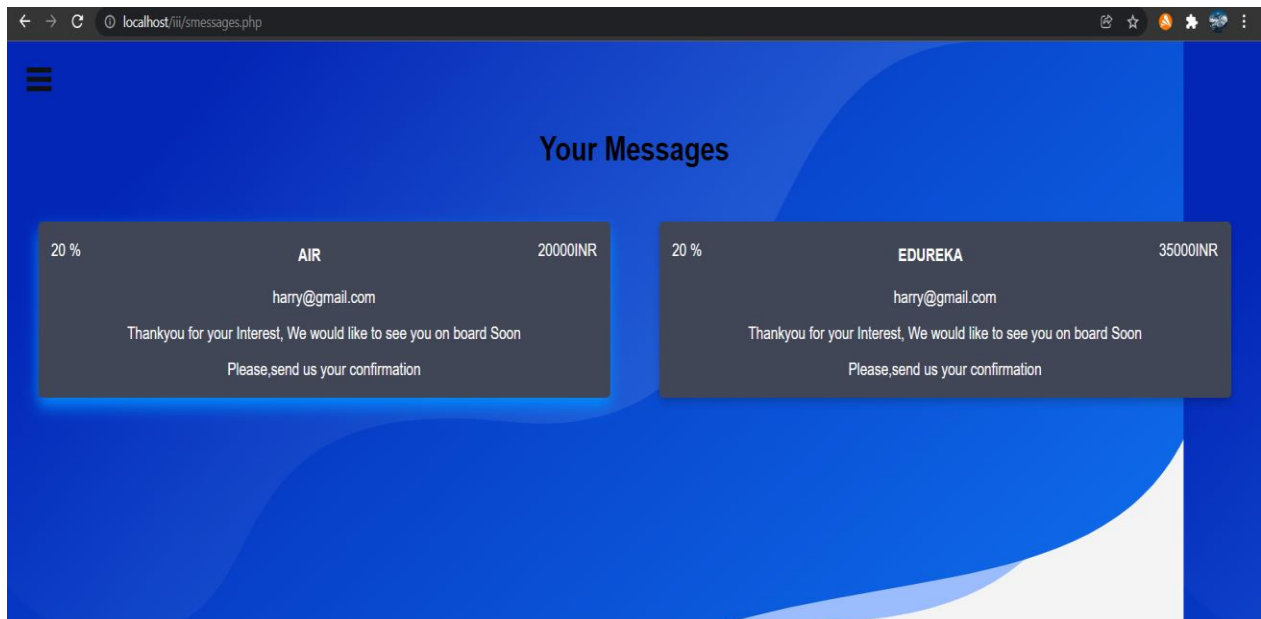 localhost/iii/smessages.php
Your Messages
20 % AIR 20000INR
harry@gmail.com
Thankyou for your Interest, We would like to see you on board Soon
Please,send us your confirmation
20 % EDUREKA 35000INR
harry@gmail.com
Thankyou for your Interest, We would like to see you on board Soon
Please,send us your confirmation